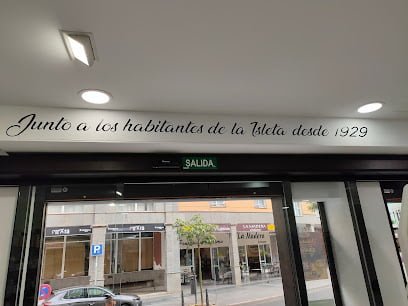 Junto a los habitantes de la Isleta desde 1929
SALIDA
P
La Madera